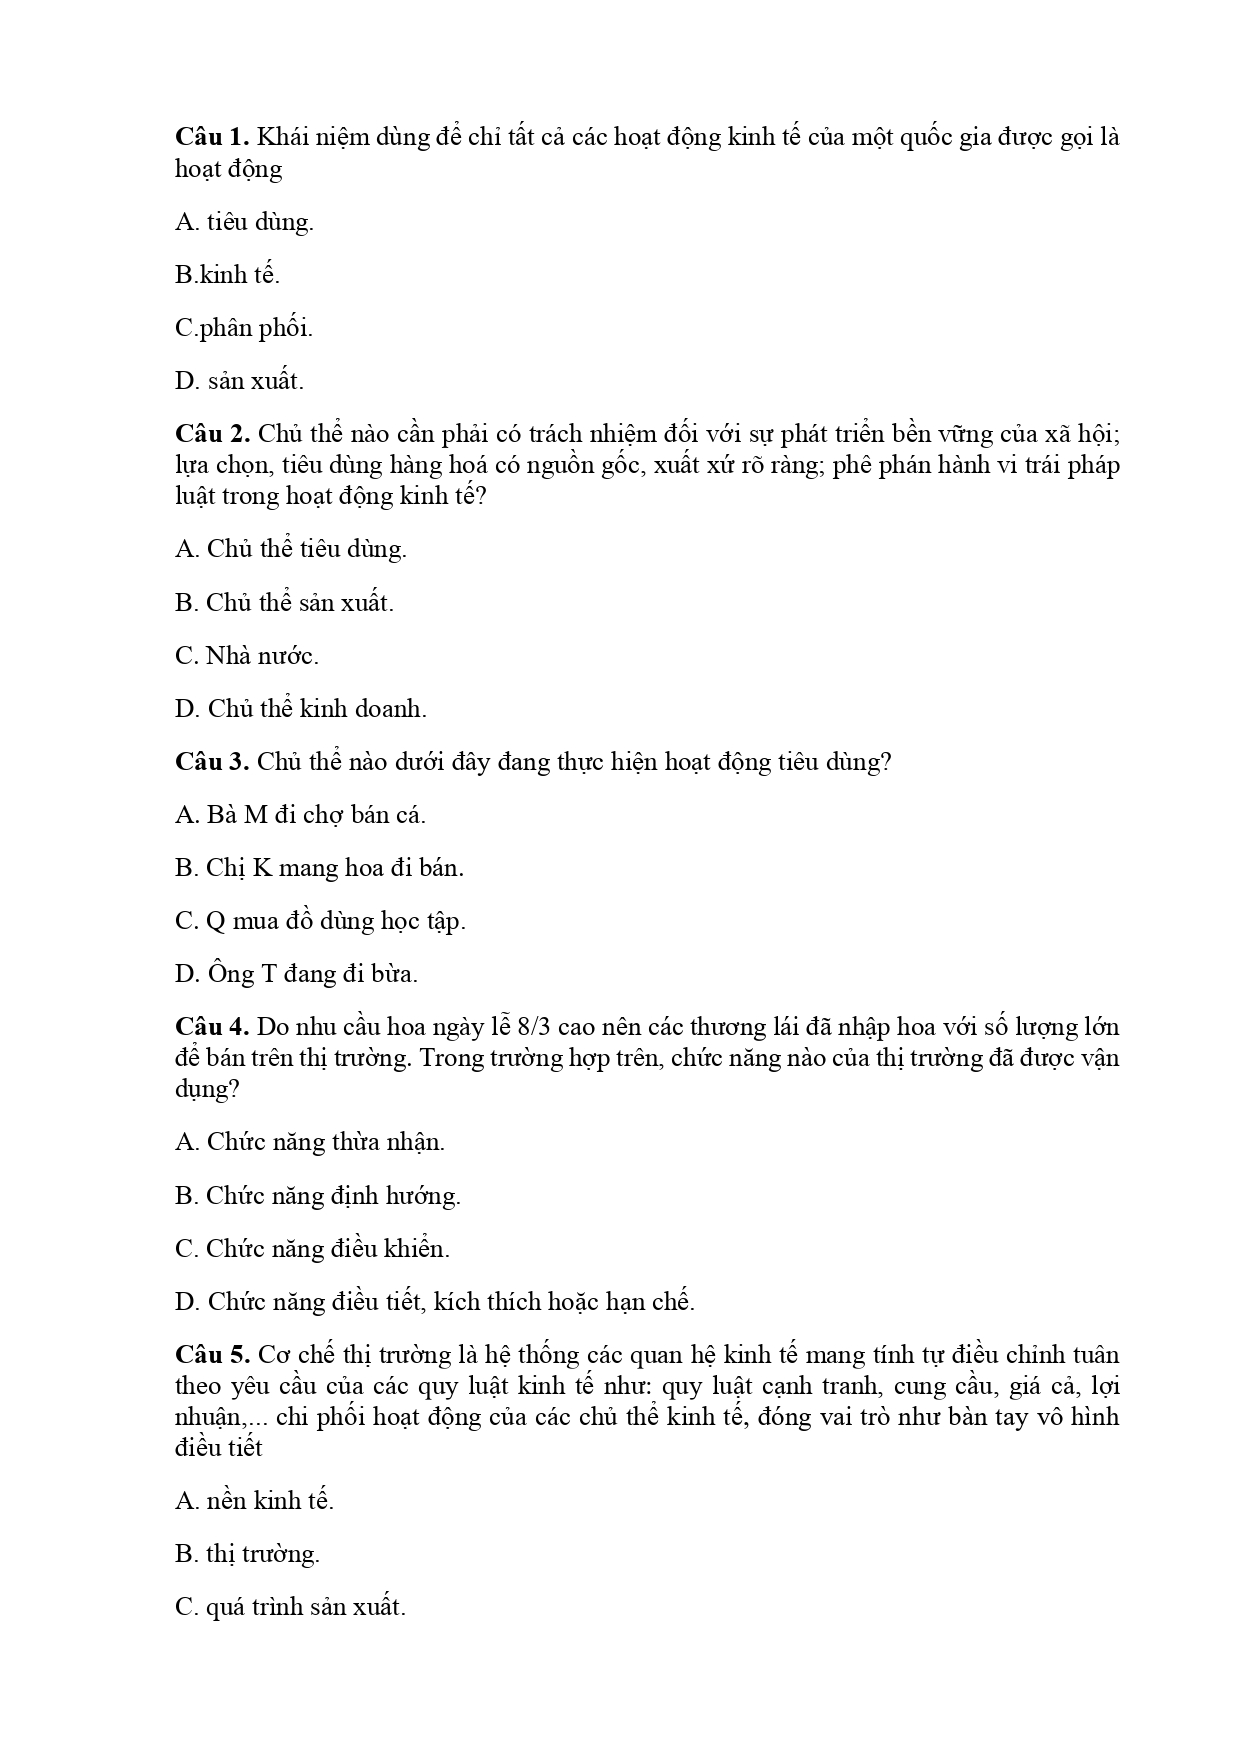 Câu 1. Khái niệm dùng để chỉ tất cả các hoạt động kinh tế của một quốc gia được gọi là
hoạt động
A. tiêu dùng.
B.kinh tế.
C.phân phối.
D. sản xuất.
Câu 2. Chủ thể nào cần phải có trách nhiệm đối với sự phát triển bền vững của xã hội;
lựa chọn, tiêu dùng hàng hoá có nguồn gốc, xuất xứ rõ ràng; phê phán hành vi trái pháp
luật trong hoạt động kinh tế?
A. Chủ thể tiêu dùng.
B. Chủ thể sản xuất.
C. Nhà nước.
D. Chủ thể kinh doanh.
Câu 3. Chủ thể nào dưới đây đang thực hiện hoạt động tiêu dùng?
A. Bà M đi chợ bán cá.
B. Chị K mang hoa đi bán.
C. Q mua đồ dùng học tập.
D. Ông T đang đi bừa.
Câu 4. Do nhu cầu hoa ngày lễ 8/3 cao nên các thương lái đã nhập hoa với số lượng lớn
để bán trên thị trường. Trong trường hợp trên, chức năng nào của thị trường đã được vận
dụng?
A. Chức năng thừa nhận.
B. Chức năng định hướng.
C. Chức năng điều khiển.
D. Chức năng điều tiết, kích thích hoặc hạn chế.
Câu 5. Cơ chế thị trường là hệ thống các quan hệ kinh tế mang tính tự điều chỉnh tuân
theo yêu cầu của các quy luật kinh tế như: quy luật cạnh tranh, cung cầu, giá cả, lợi
nhuận,... chi phối hoạt động của các chủ thể kinh tế, đóng vai trò như bàn tay vô hình
điều tiết
A. nền kinh tế.
B. thị trường.
C. quá trình sản xuất.